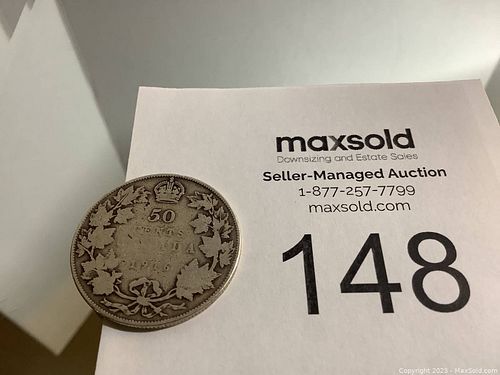 50
CENTS
maxsold
Downsizing and Estate Sales
Seller-Managed Auction
1-877-257-7799
maxsold.com
148
Copyright 2023 - MaxSold.com